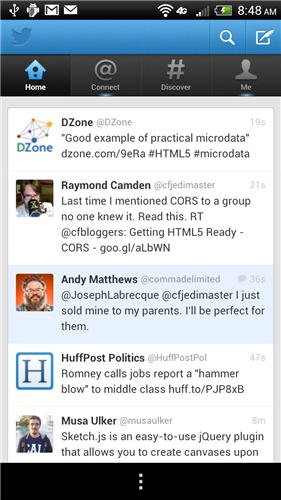 4G 8:48 AM
Home Connect Discover Me
DZone @DZone 19s
"Good example of practical microdata"
dzone.com/9eRa #HTML5 #microdata
DZone
Raymond Camden @cfjedimaster 21s
Last time I mentioned CORS to a group
no one knew it. Read this. RT
@cfbloggers: Getting HTML5 Ready -
CORS - goo.gl/aLbWN
Andy Matthews @commadelimited 36s
@JosephLabrecque @cfjedimaster I just
sold mine to my parents. I'll be perfect for
them.
HuffPost Politics @HuffPostPol 47s
Romney calls jobs report a "hammer
blow" to middle class huff.to/PJP8xB
H
Musa Ulker @musaulker 8m
Sketch.js is an easy-to-use jQuery plugin
that allows you to create canvases upon